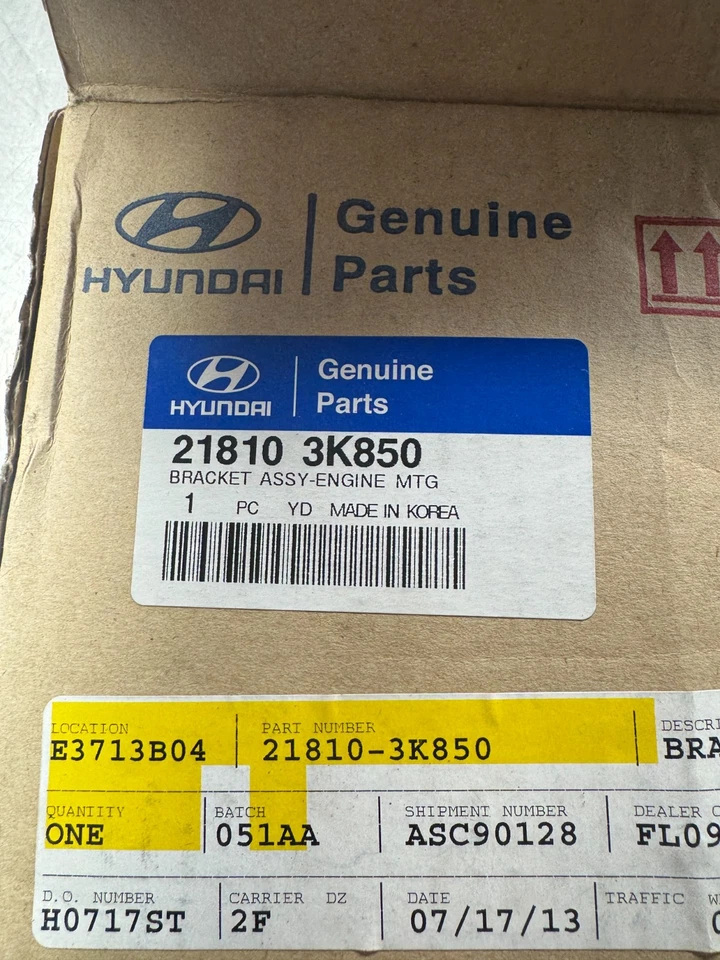 HYUNDAI Genuine
Parts
HYUNDAI Genuine
Parts
21810 3K850
BRACKET ASSY-ENGINE MTG
1 PC YD MADE IN KOREA
LOCATION PART NUMBER
E3713B04 21810-3K850
QUANTITY BATCH SHIPMENT NUMBER DEALER
ONE 051AA ASC90128 FL09
D.O. NUMBER CARRIER DZ DATE TRAFFIC
H0717ST 2F 07/17/13